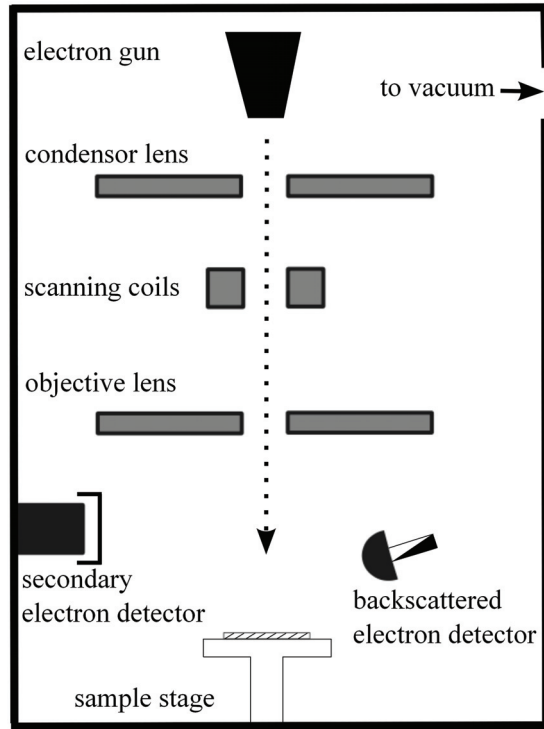 electron gun
to vacuum
condensor lens
scanning coils
objective lens
secondary
electron detector
backscattered
electron detector
sample stage